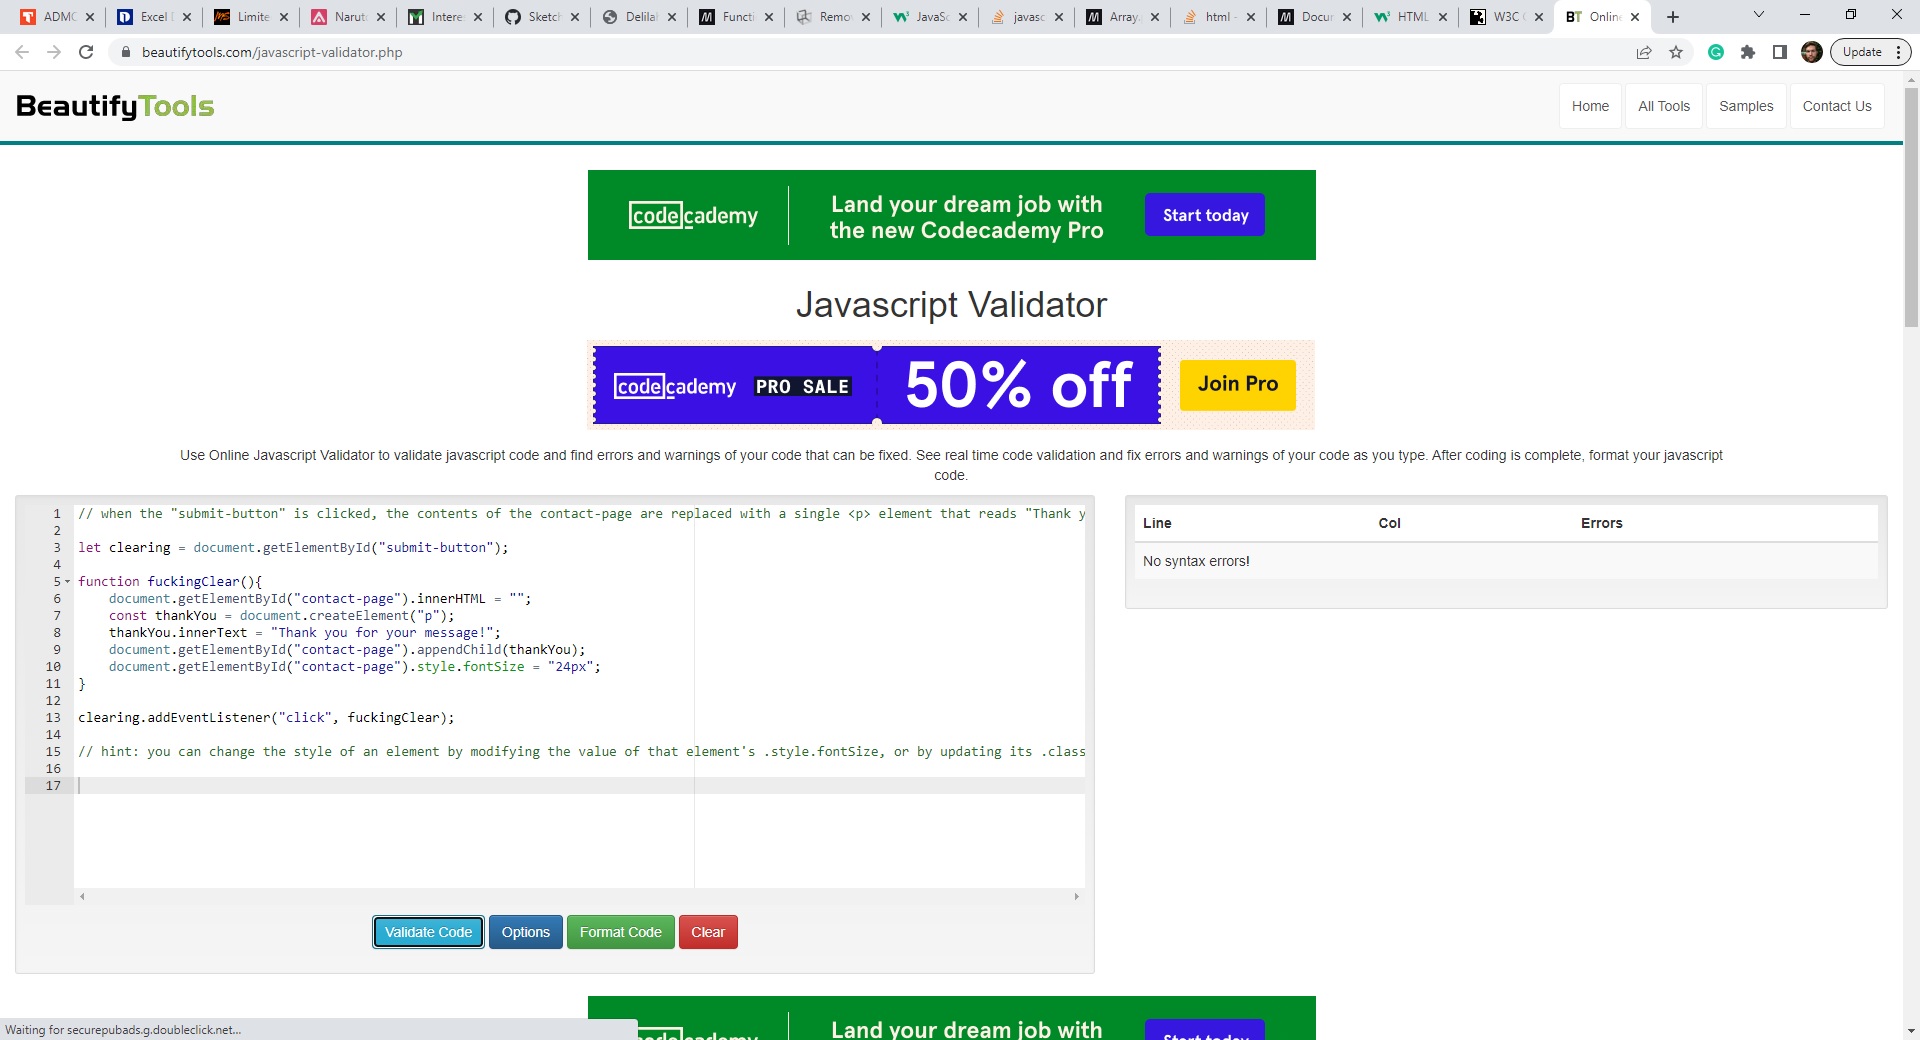 ADMC
Excel
Limite
Narut
Intere
Sketch
Delilah
Functi
Remo
JavaSc
javasc
Array.
html -
Docur
HTML
W3C
Online
beautifytools.com/javascript-validator.php
Update
BeautifyTools
Home
All Tools
Samples
Contact Us
codecademy
Land your dream job with
the new Codecademy Pro
Start today
Javascript Validator
codecademy PRO SALE
50% off
Join Pro
Use Online Javascript Validator to validate javascript code and find errors and warnings of your code that can be fixed. See real time code validation and fix errors and warnings of your code as you type. After coding is complete, format your javascript
code.
1 // when the "submit-button" is clicked, the contents of the contact-page are replaced with a single <p> element that reads "Thank y
2
3 let clearing = document.getElementById("submit-button");
4
5 function fuckingClear(){
6 document.getElementById("contact-page").innerHTML = "";
7 const thankYou = document.createElement("p");
8 thankYou.innerText = "Thank you for your message!";
9 document.getElementById("contact-page").appendChild(thankYou);
10 document.getElementById("contact-page").style.fontSize = "24px";
11 }
12
13 clearing.addEventListener("click", fuckingClear);
14
15 // hint: you can change the style of an element by modifying the value of that element's .style.fontSize, or by updating its .class
16
17
Line Col Errors
No syntax errors!
Validate Code
Options
Format Code
Clear
Land your dream job with
Start today
Waiting for securepubads.g.doubleclick.net...